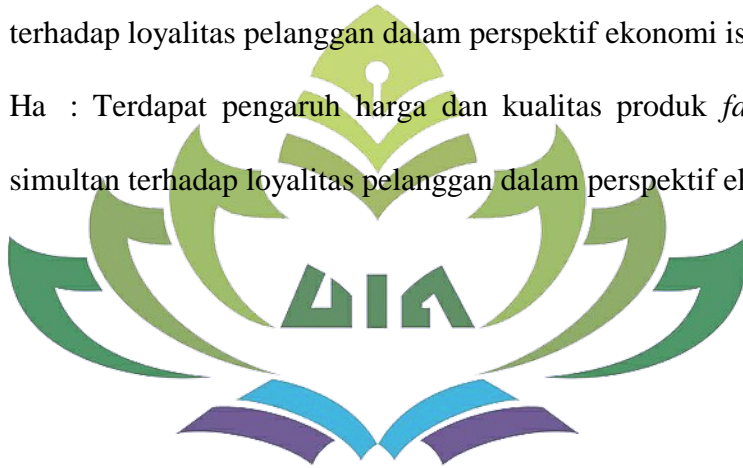 terhadap loyalitas pelanggan dalam perspektif ekonomi is
Ha : Terdapat pengaruh harga dan kualitas produk fa
simultan terhadap loyalitas pelanggan dalam perspektif el
UIN